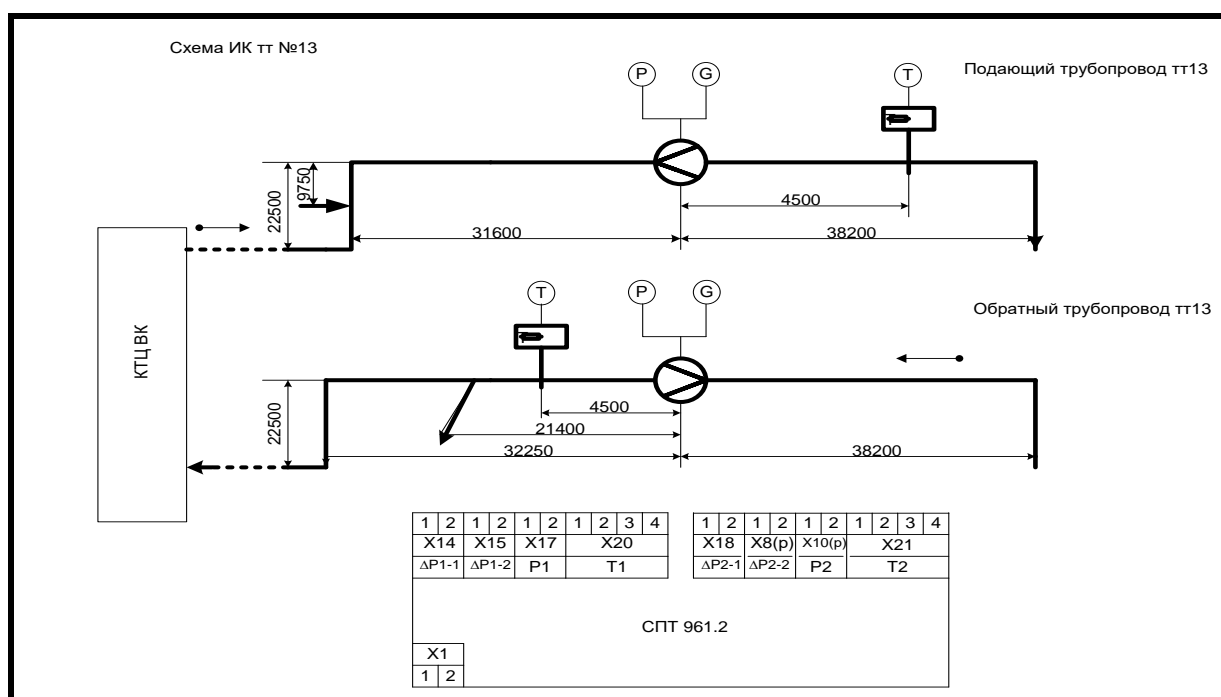 Схема ИК тт №13
P
G
T
Подающий трубопровод тт13
22500
9750
4500
31600
38200
КТЦ ВК
T
P
G
Обратный трубопровод тт13
22500
4500
21400
32250
38200
1 2 1 2 1 2 1 2 3 4
X14 X15 X17 X20
ΔP1-1 ΔP1-2 P1 T1
1 2 1 2 1 2 1 2 3 4
X18 X8(p) X10(p) X21
ΔP2-1 ΔP2-2 P2 T2
СПТ 961.2
X1
1 2